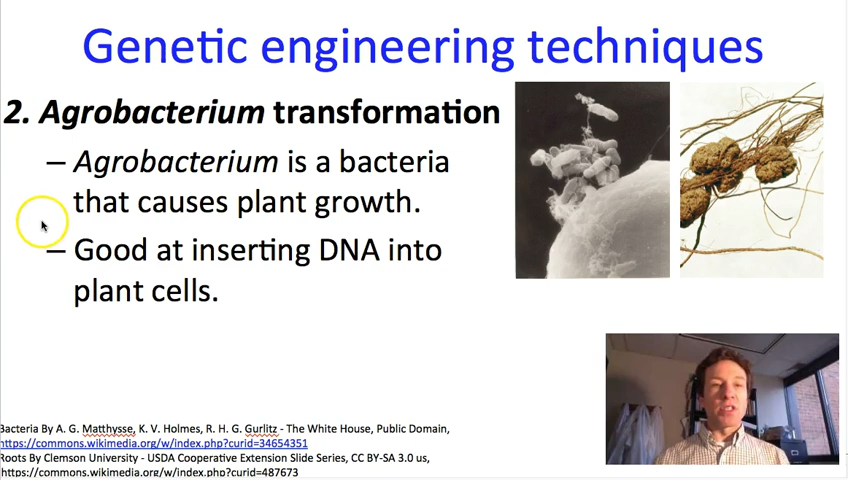 Genetic engineering techniques
2. Agrobacterium transformation
– Agrobacterium is a bacteria
that causes plant growth.
– Good at inserting DNA into
plant cells.
Bacteria By A. G. Matthysse, K. V. Holmes, R. H. G. Gurlitz - The White House, Public Domain,
https://commons.wikimedia.org/w/index.php?curid=34654351
Roots By Clemson University - USDA Cooperative Extension Slide Series, CC BY-SA 3.0 us,
https://commons.wikimedia.org/w/index.php?curid=487673